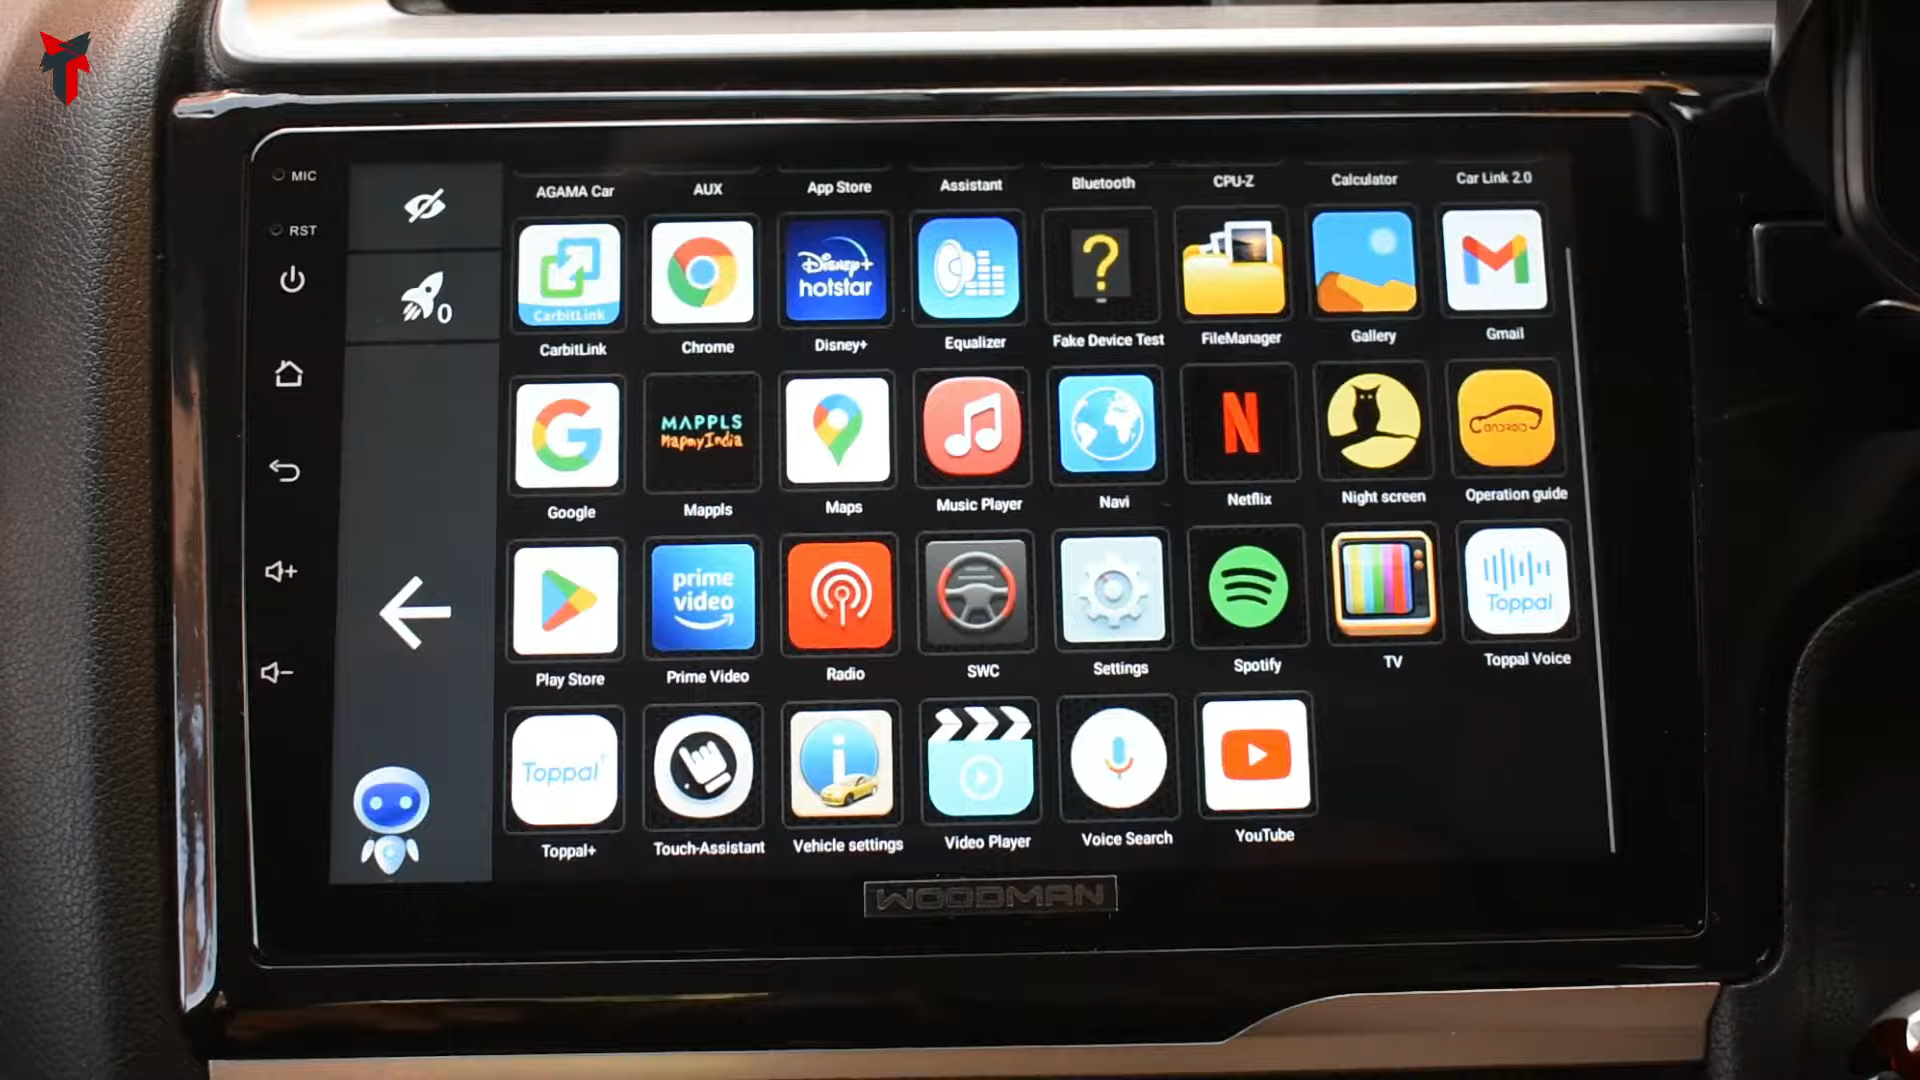 MIC
RST
0
AGAMA Car AUX App Store Assistant Bluetooth CPU-Z Calculator Car Link 2.0
CarbitLink
Disney+
hotstar
CarbitLink Chrome Disney+ Equalizer Fake Device Test FileManager Gallery Gmail
MAPPLS
MapmyIndia
Candroid
Google Mappls Maps Music Player Navi Netflix Night screen Operation guide
prime
video
Toppal
Play Store Prime Video Radio SWC Settings Spotify TV Toppal Voice
Toppal+
Toppal+ Touch-Assistant Vehicle settings Video Player Voice Search YouTube
WOODMAN